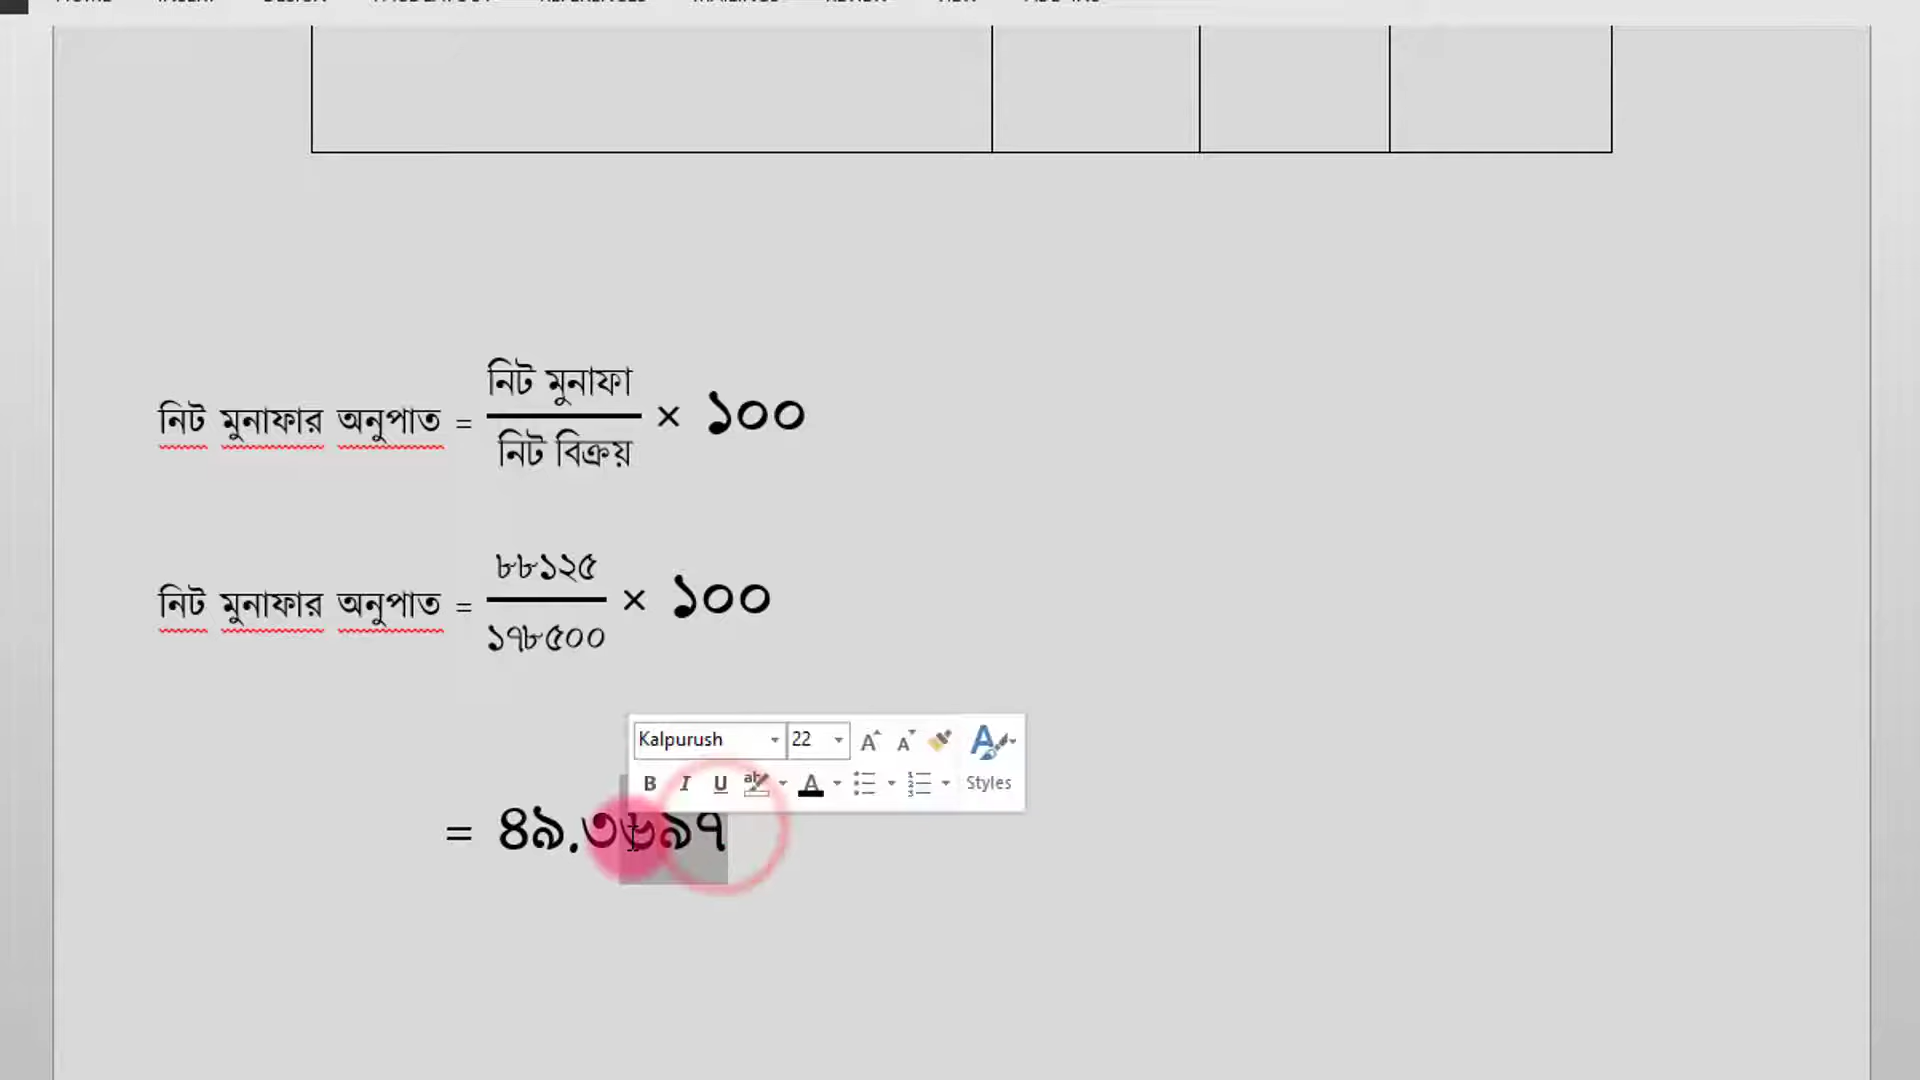 নিট মুনাফার অনুপাত = নিট মুনাফা / নিট বিক্রয় × ১০০
নিট মুনাফার অনুপাত = ৮৮১২৫ / ১৭৮৫০০ × ১০০
Kalpurush 22
B I U Styles
= ৪৯.৩৬৯৭